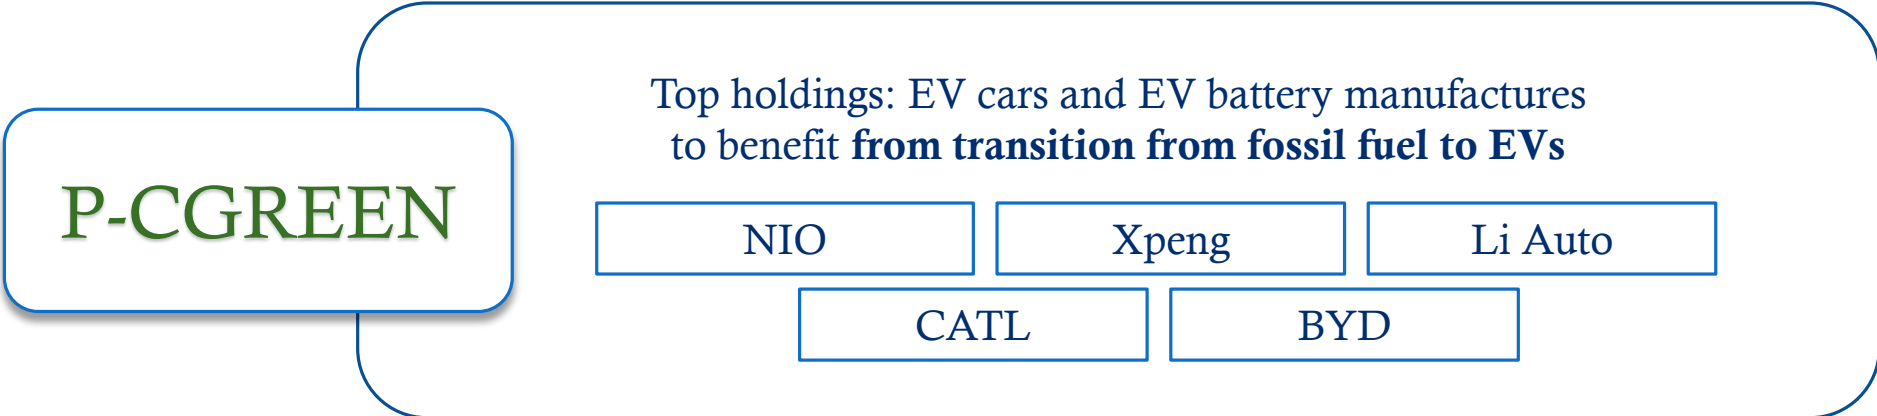 P-CGREEN
Top holdings: EV cars and EV battery manufactures
to benefit from transition from fossil fuel to EVs
NIO
Xpeng
Li Auto
CATL
BYD